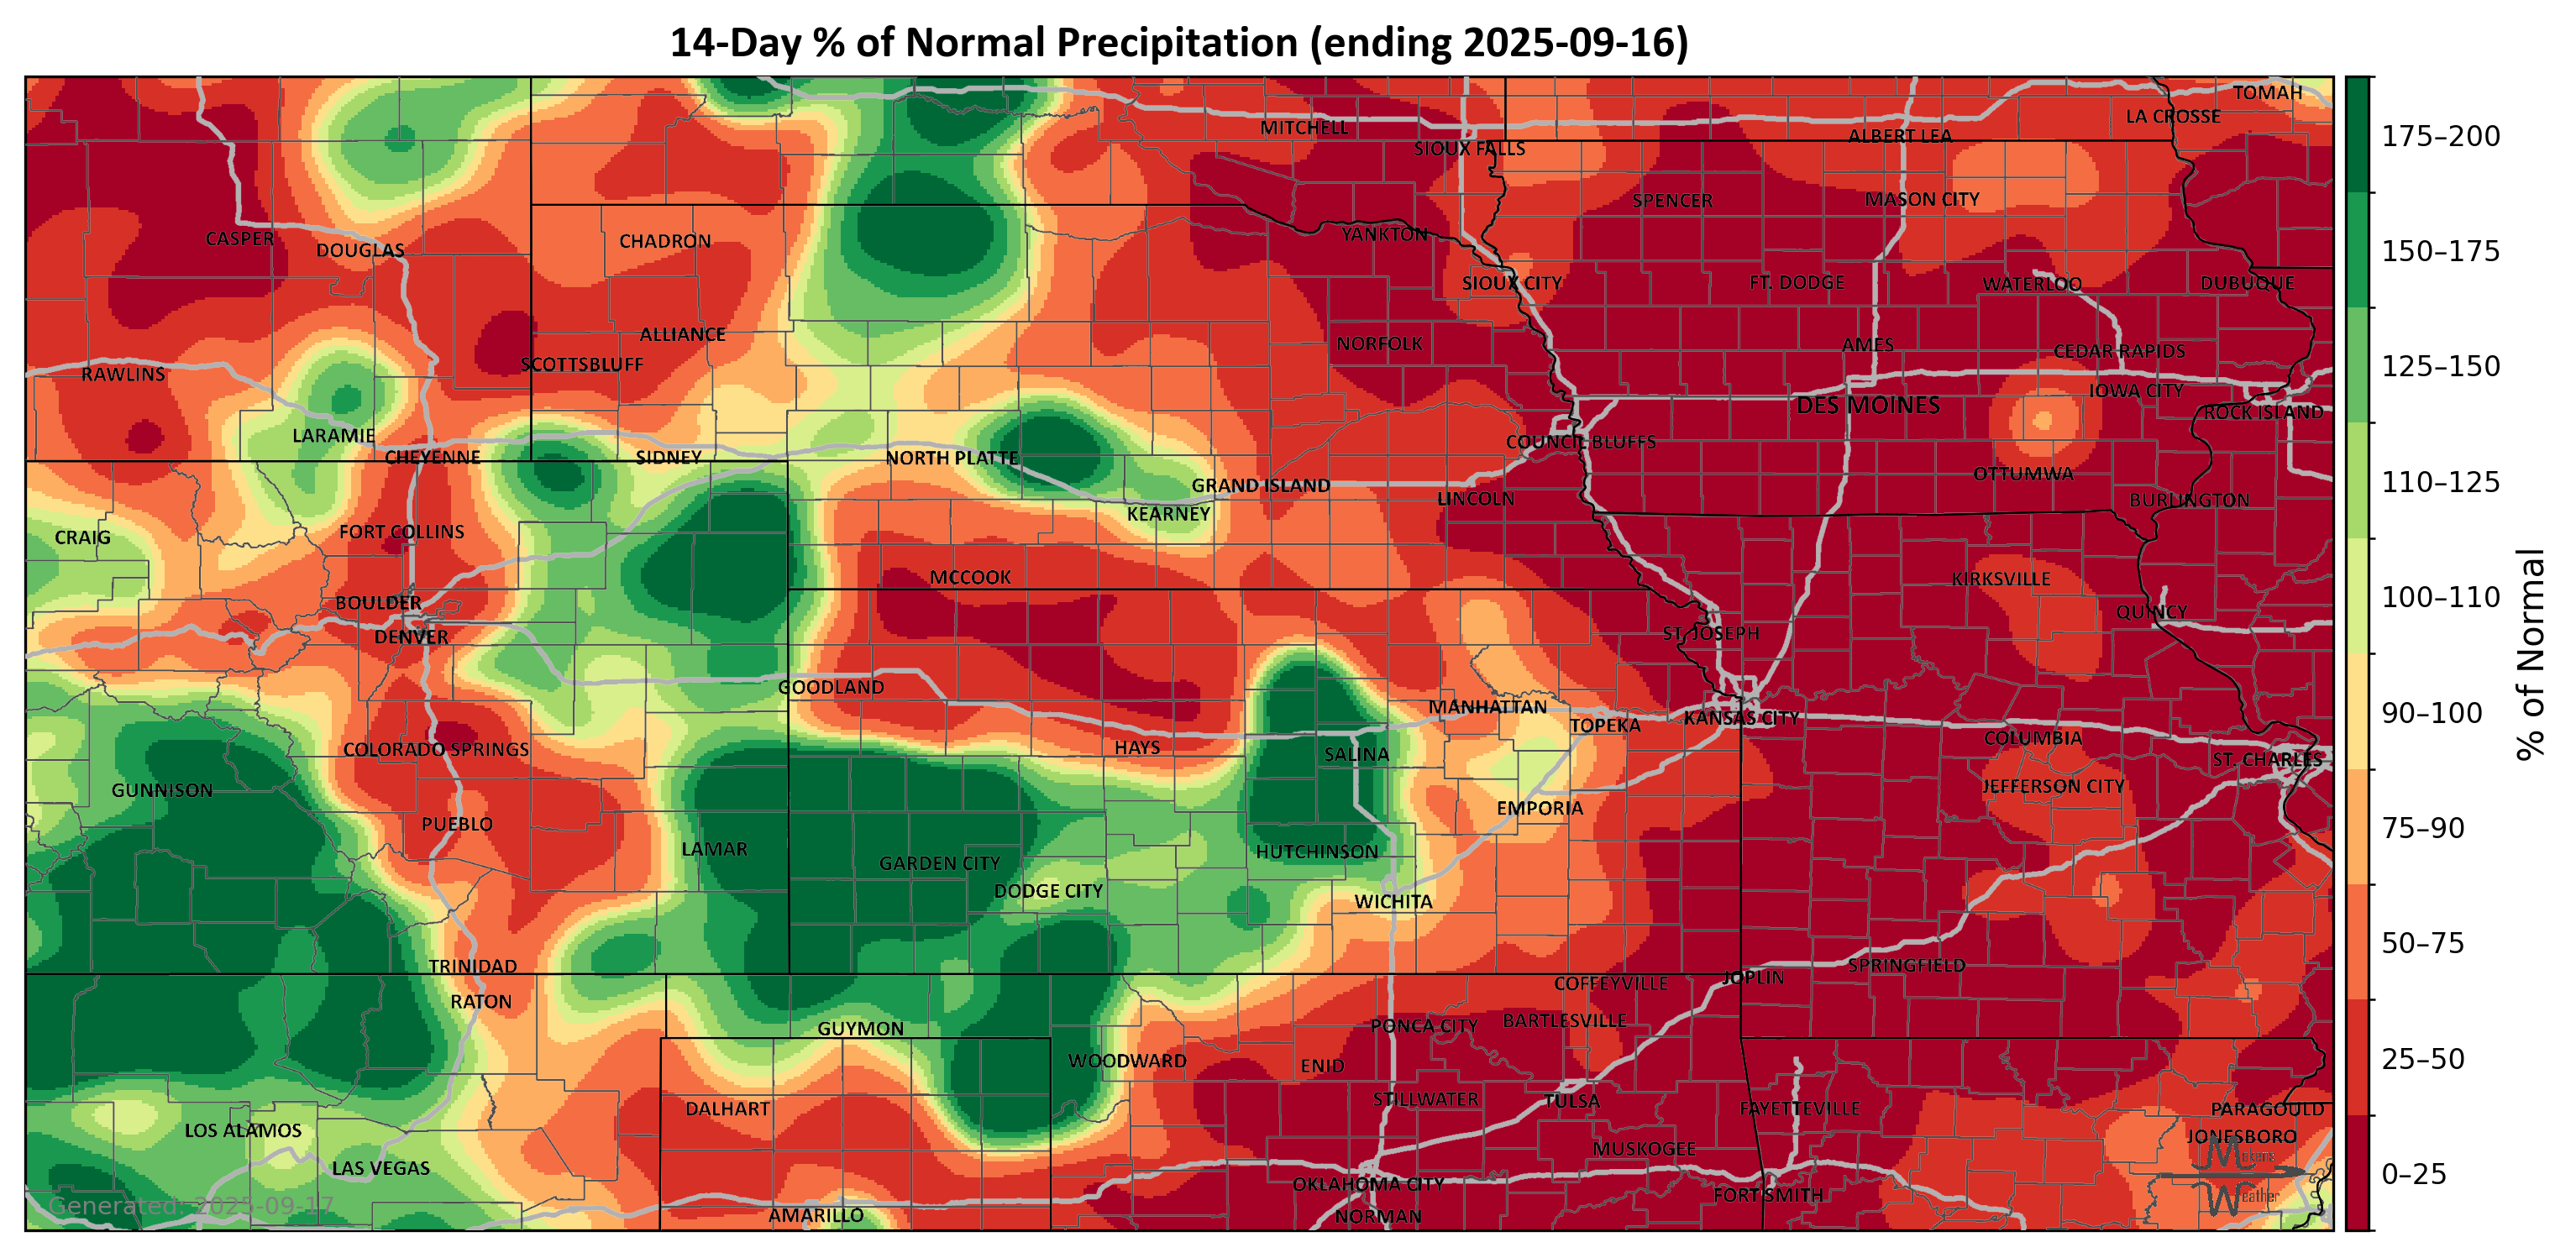 14-Day % of Normal Precipitation (ending 2025-09-16)
TOMAH
LA CROSSE
MITCHELL
ALBERT LEA
SIOUX FALLS
175–200
SPENCER
MASON CITY
CASPER
DOUGLAS
CHADRON
YANKTON
150–175
SIOUX CITY
FT. DODGE
WATERLOO
DUBUQUE
ALLIANCE
NORFOLK
AMES
CEDAR RAPIDS
SCOTTSBLUFF
125–150
RAWLINS
IOWA CITY
DES MOINES
ROCK ISLAND
LARAMIE
COUNCIL BLUFFS
CHEYENNE
SIDNEY
NORTH PLATTE
OTTUMWA
110–125
GRAND ISLAND
LINCOLN
BURLINGTON
KEARNEY
FORT COLLINS
CRAIG
MCCOOK
KIRKSVILLE
100–110
BOULDER
QUINCY
DENVER
ST. JOSEPH
GOODLAND
MANHATTAN
TOPEKA
KANSAS CITY
90–100
COLORADO SPRINGS
HAYS
SALINA
COLUMBIA
ST. CHARLES
% of Normal
GUNNISON
JEFFERSON CITY
EMPORIA
PUEBLO
75–90
LAMAR
GARDEN CITY
HUTCHINSON
DODGE CITY
WICHITA
50–75
TRINIDAD
SPRINGFIELD
RATON
COFFEYVILLE
JOPLIN
GUYMON
PONCA CITY
BARTLESVILLE
WOODWARD
ENID
25–50
DALHART
STILLWATER
TULSA
FAYETTEVILLE
PARAGOULD
LOS ALAMOS
MUSKOGEE
JONESBORO
LAS VEGAS
Makens
Weather
OKLAHOMA CITY
FORT SMITH
0–25
Generated: 2025-09-17
AMARILLO
NORMAN